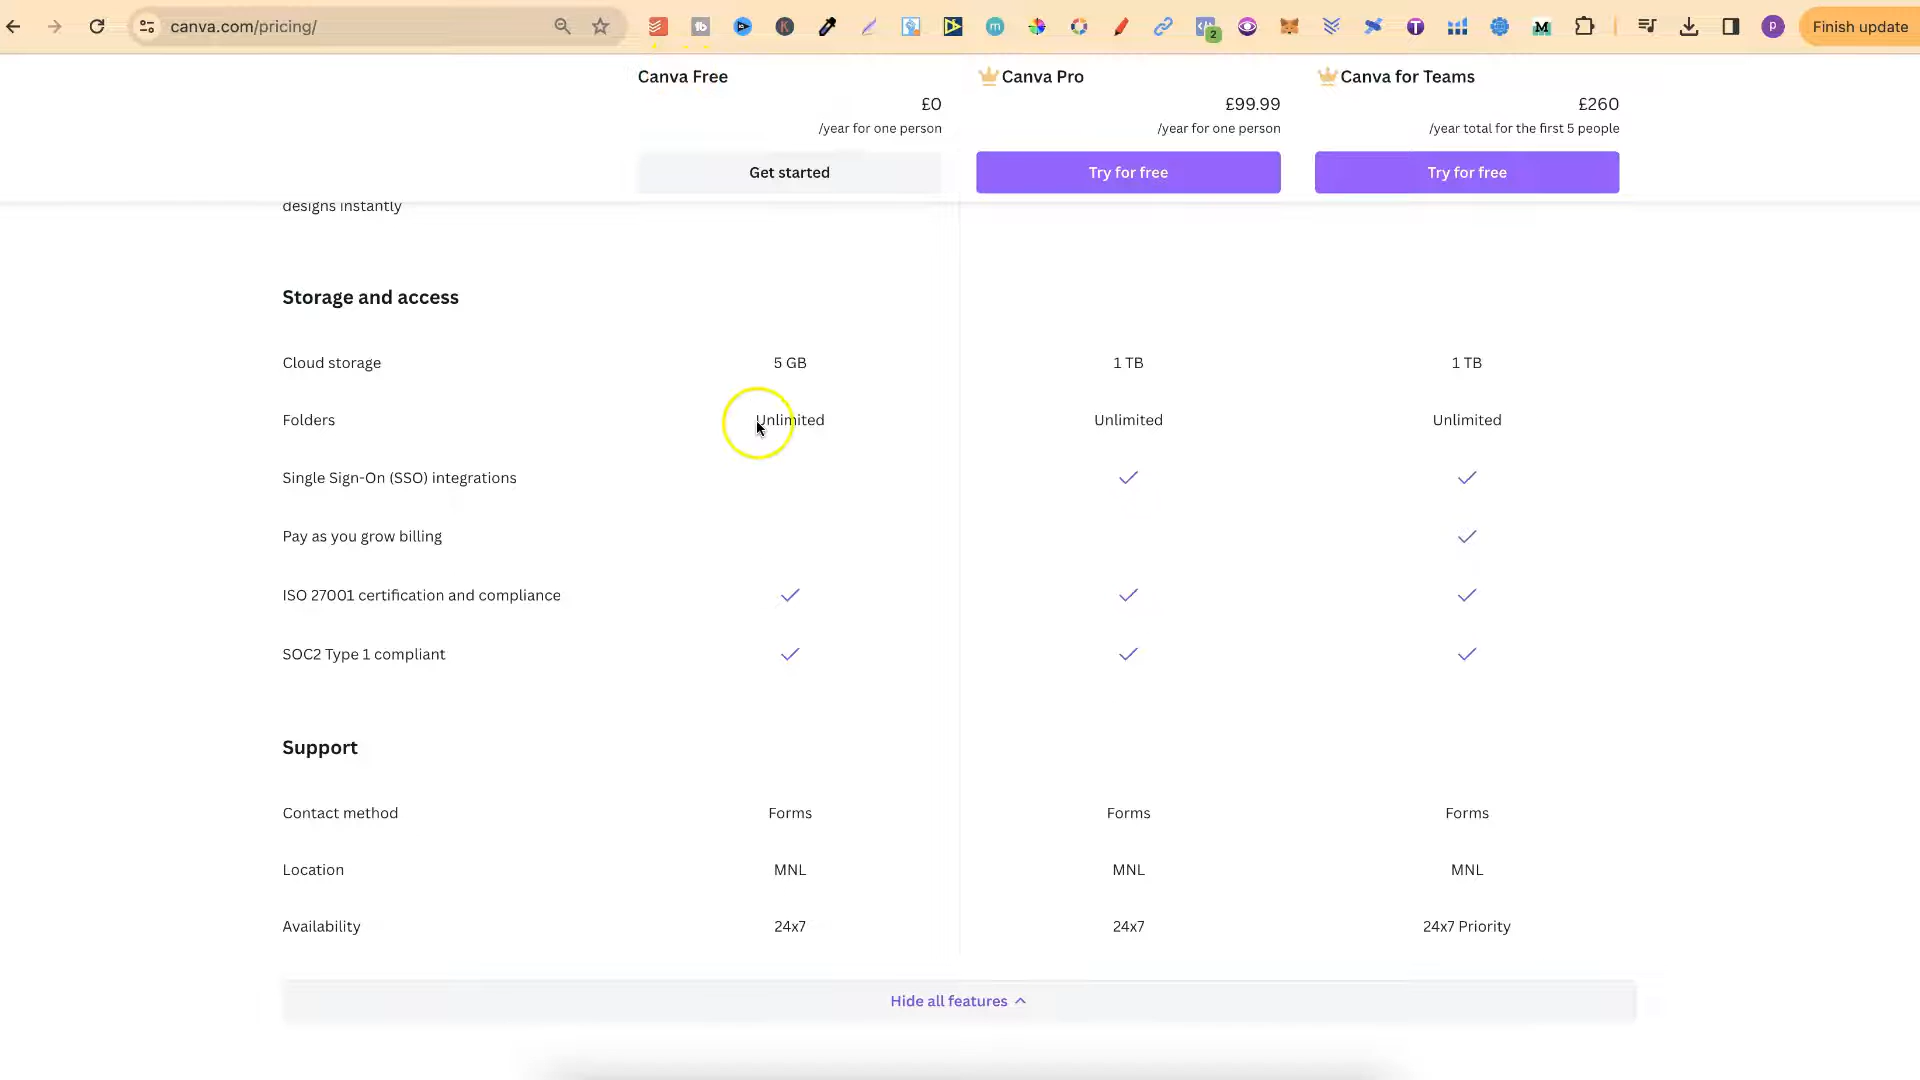 canva.com/pricing/
2
Finish update
Canva Free
£0
/year for one person
Get started
Canva Pro
£99.99
/year for one person
Try for free
Canva for Teams
£260
/year total for the first 5 people
Try for free
designs instantly
Storage and access
Cloud storage 5 GB 1 TB 1 TB
Folders Unlimited Unlimited Unlimited
Single Sign-On (SSO) integrations
Pay as you grow billing
ISO 27001 certification and compliance
SOC2 Type 1 compliant
Support
Contact method Forms Forms Forms
Location MNL MNL MNL
Availability 24x7 24x7 24x7 Priority
Hide all features